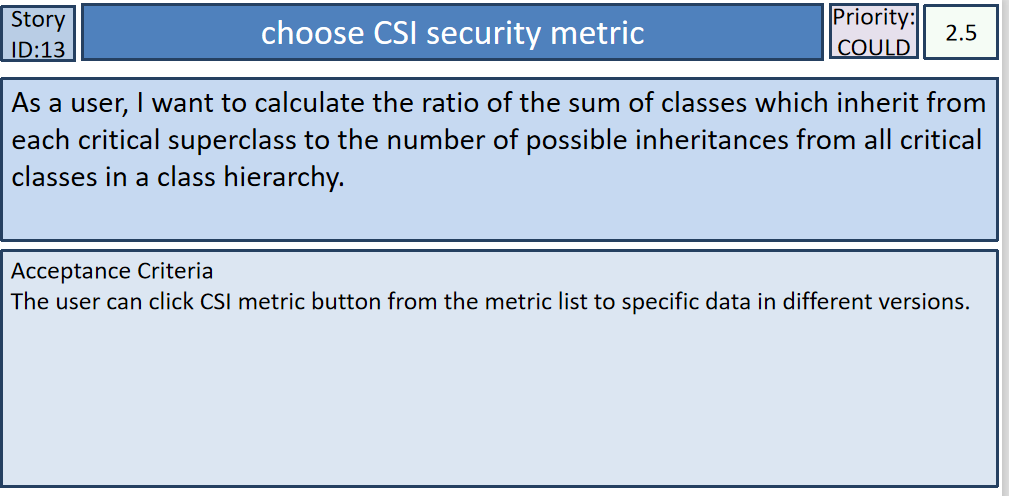 Story
ID:13
choose CSI security metric
Priority:
COULD
2.5
As a user, I want to calculate the ratio of the sum of classes which inherit from
each critical superclass to the number of possible inheritances from all critical
classes in a class hierarchy.
Acceptance Criteria
The user can click CSI metric button from the metric list to specific data in different versions.